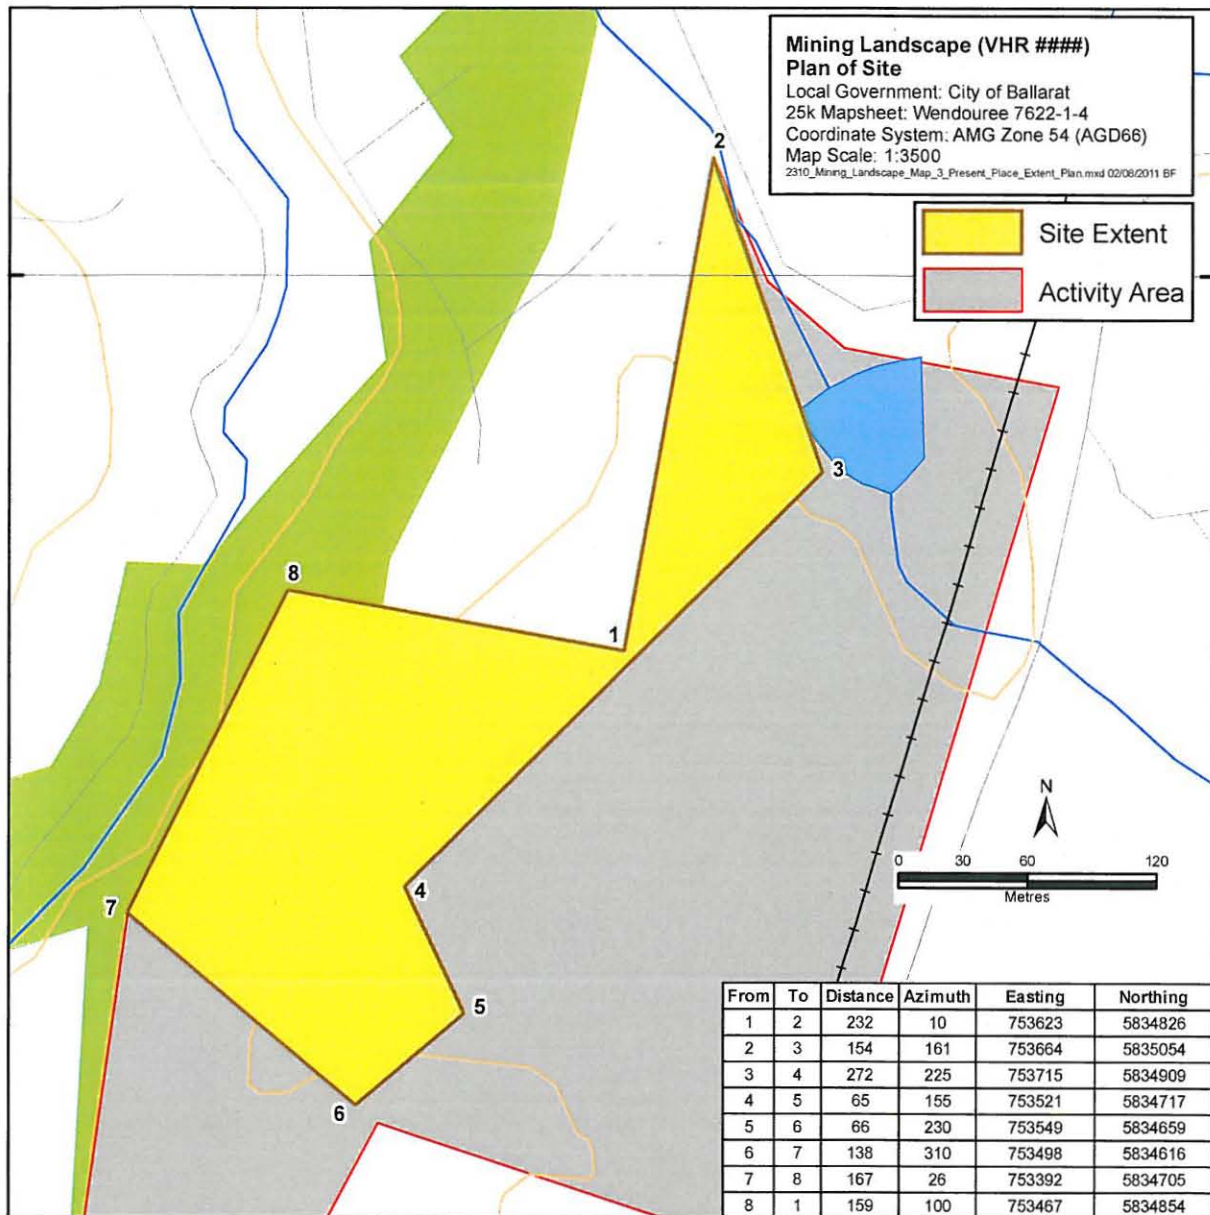 Mining Landscape (VHR ####)
Plan of Site
Local Government: City of Ballarat
25k Mapsheet: Wendouree 7622-1-4
Coordinate System: AMG Zone 54 (AGD66)
Map Scale: 1:3500
2310_Mining_Landscape_Map_3_Present_Place_Extent_Plan.mxd 02/08/2011 BF
Site Extent
Activity Area
2
3
8
1
4
7
5
6
N
0 30 60 120
Metres
From To Distance Azimuth Easting Northing
1 2 232 10 753623 5834826
2 3 154 161 753664 5835054
3 4 272 225 753715 5834909
4 5 65 155 753521 5834717
5 6 66 230 753549 5834659
6 7 138 310 753498 5834616
7 8 167 26 753392 5834705
8 1 159 100 753467 5834854